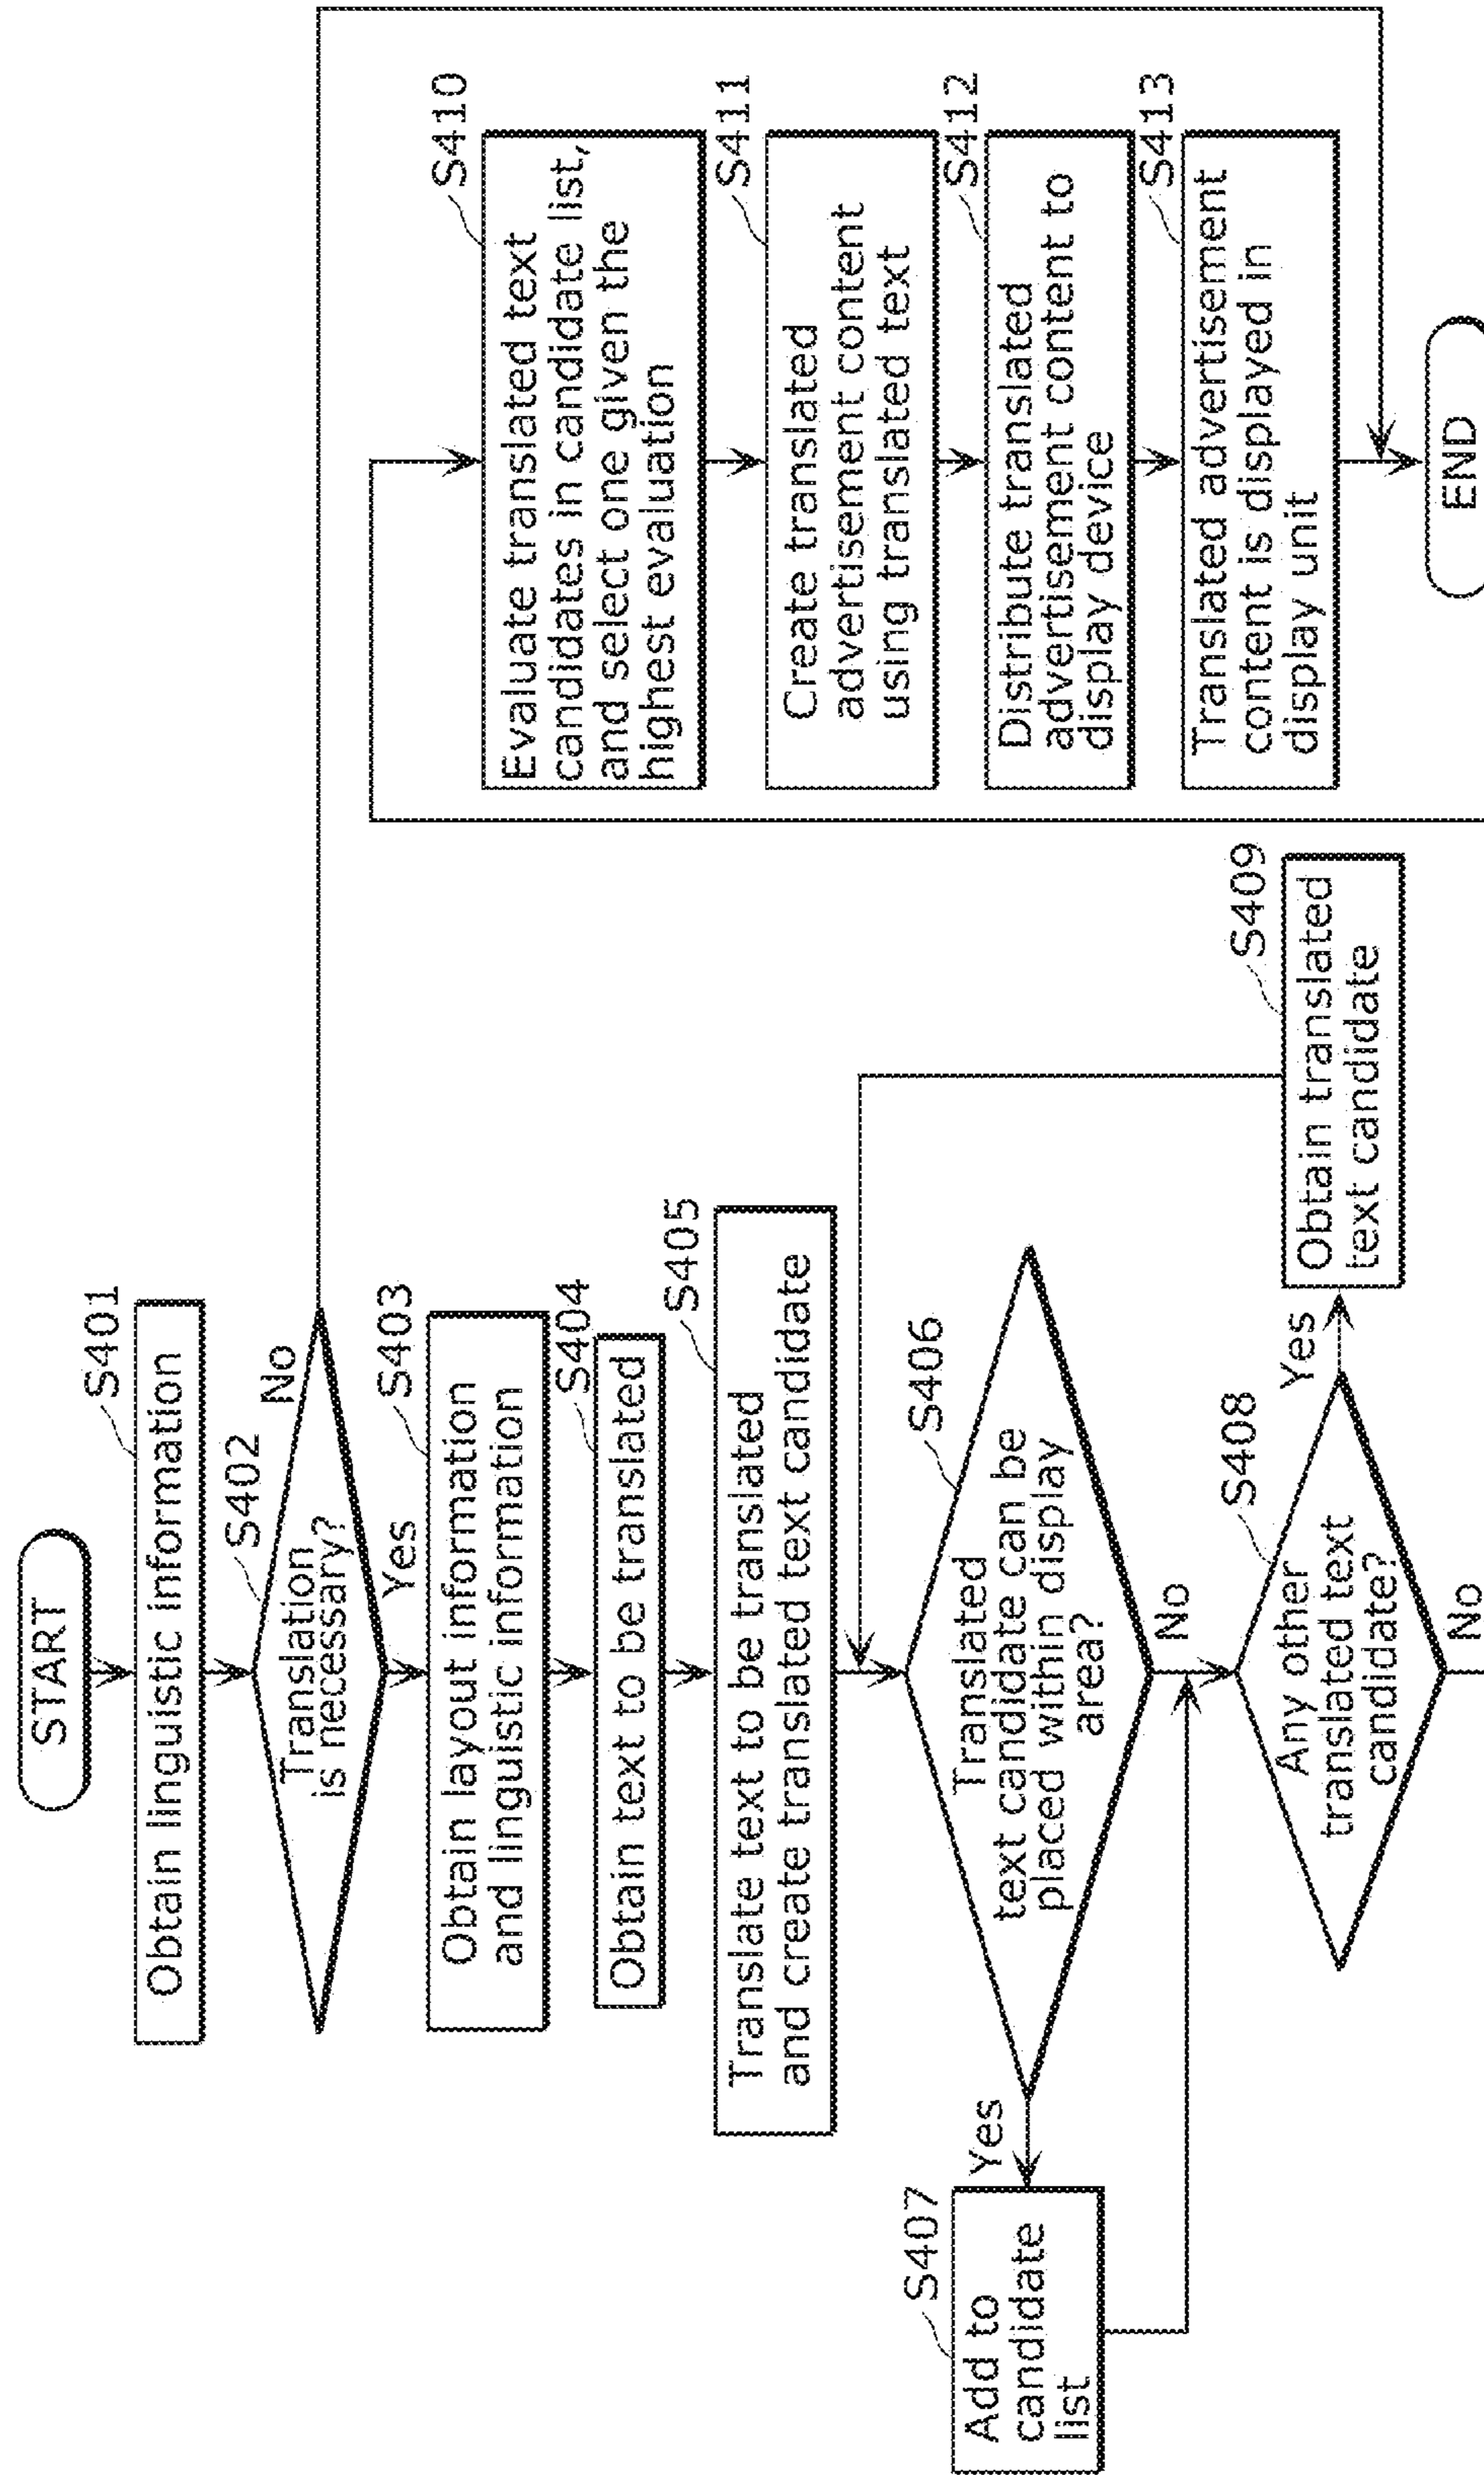 START
S401
Obtain linguistic information
S402
Translation
is necessary?
No
Yes
S403
Obtain layout information
and linguistic information
S404
Obtain text to be translated
S405
Translate text to be translated
and create translated text candidate
S406
Translated
text candidate can be
placed within display
area?
Yes
No
S407
Add to
candidate
list
S408
Any other
translated text
candidate?
Yes
No
S409
Obtain translated
text candidate
S410
Evaluate translated text
candidates in candidate list,
and select one given the
highest evaluation
S411
Create translated
advertisement content
using translated text
S412
Distribute translated
advertisement content to
display device
S413
Translated advertisement
content is displayed in
display unit
END